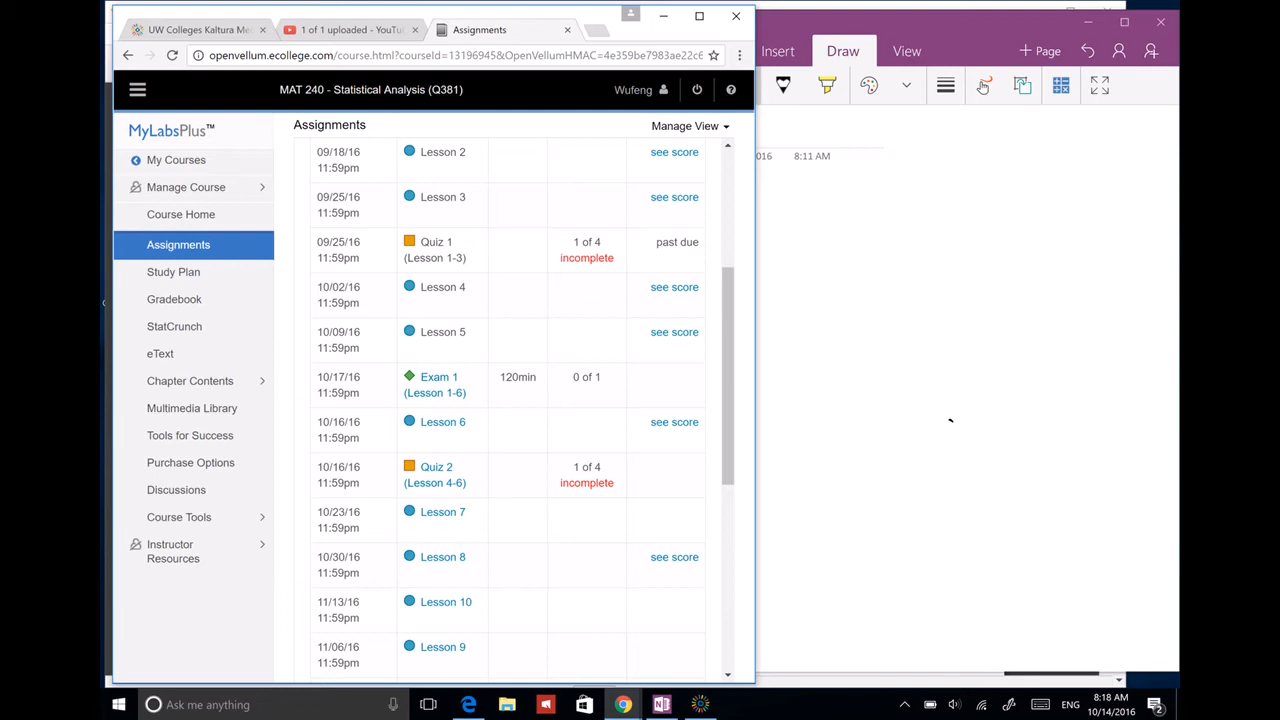 UW Colleges Kaltura Me
1 of 1 uploaded - YouTu
Assignments
openvellum.ecollege.com/course.html?courseId=13196945&OpenVellumHMAC=4e359be7983ae22c6
MAT 240 - Statistical Analysis (Q381)
Wufeng
MyLabsPlus™
My Courses
Manage Course
Course Home
Assignments
Study Plan
Gradebook
StatCrunch
eText
Chapter Contents
Multimedia Library
Tools for Success
Purchase Options
Discussions
Course Tools
Instructor
Resources
Assignments
Manage View
09/18/16 Lesson 2 see score
11:59pm
09/25/16 Lesson 3 see score
11:59pm
09/25/16 Quiz 1 1 of 4 past due
11:59pm (Lesson 1-3) incomplete
10/02/16 Lesson 4 see score
11:59pm
10/09/16 Lesson 5 see score
11:59pm
10/17/16 Exam 1 120min 0 of 1
11:59pm (Lesson 1-6)
10/16/16 Lesson 6 see score
11:59pm
10/16/16 Quiz 2 1 of 4
11:59pm (Lesson 4-6) incomplete
10/23/16 Lesson 7
11:59pm
10/30/16 Lesson 8 see score
11:59pm
11/13/16 Lesson 10
11:59pm
11/06/16 Lesson 9
11:59pm
Insert Draw View + Page
016 8:11 AM
Ask me anything
ENG
8:18 AM
10/14/2016
2